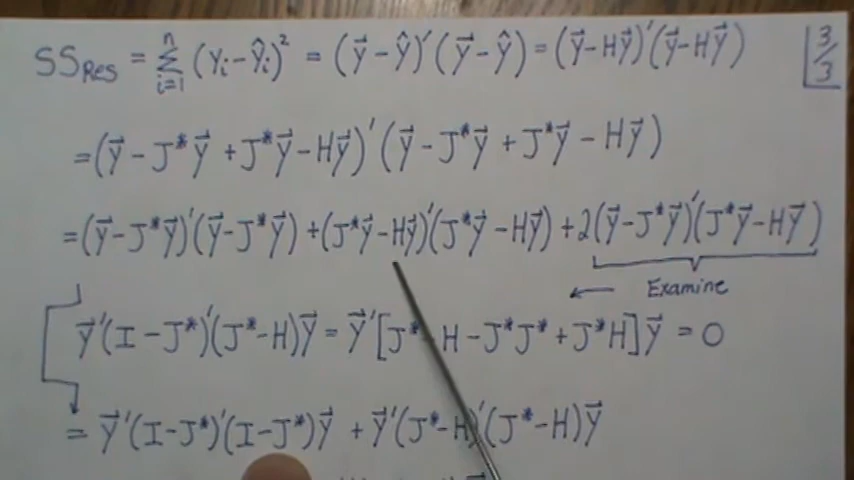 SS_Res = Σ_{i=1}^{n} (Y_i - Ŷ_i)² = (Y⃗ - Ŷ)'(Y⃗ - Ŷ) = (Y⃗ - HY⃗)'(Y⃗ - HY⃗) 3/3
= (Y⃗ - J*Y⃗ + J*Y⃗ - HY⃗)'(Y⃗ - J*Y⃗ + J*Y⃗ - HY⃗)
= (Y⃗ - J*Y⃗)'(Y⃗ - J*Y⃗) + (J*Y⃗ - HY⃗)'(J*Y⃗ - HY⃗) + 2(Y⃗ - J*Y⃗)'(J*Y⃗ - HY⃗)
← Examine
Y⃗'(I - J*)'(J* - H)Y⃗ = Y⃗'[J* - H - J*J* + J*H]Y⃗ = 0
= Y⃗'(I - J*)'(I - J*)Y⃗ + Y⃗'(J* - H)'(J* - H)Y⃗